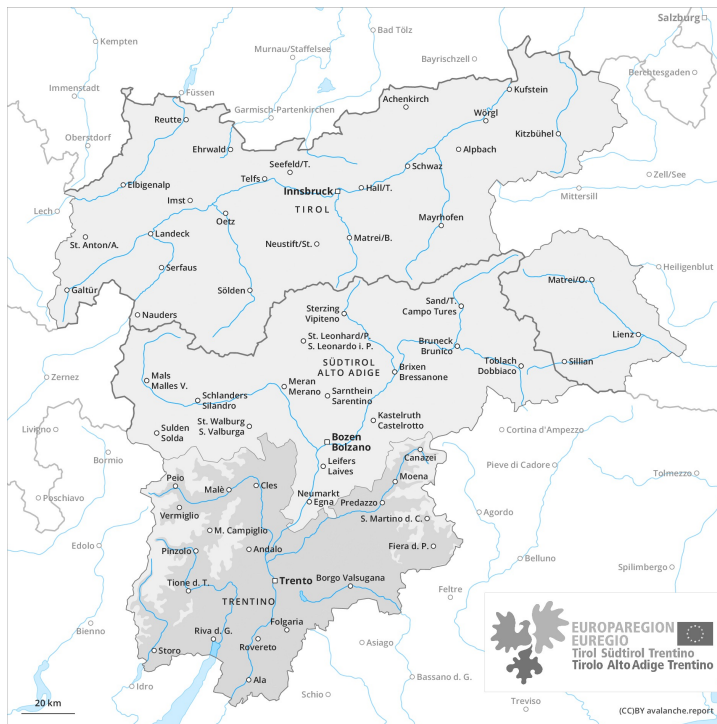 Salzburg
Kempten
Bad Tölz
Murnau/Staffelsee
Bayrischzell
Berchtesgaden
Immenstadt
Füssen
Kufstein
Achenkirch
Garmisch-Partenkirchen
Wörgl
Reutte
Oberstdorf
Kitzbühel
Ehrwald
Alpbach
Seefeld/T.
Schwaz
Telfs
Zell/See
Elbigenalp
Innsbruck
Hall/T.
Mittersill
Imst
Lech
TIROL
Oetz
Mayrhofen
Landeck
St. Anton/A.
Neustift/St.
Matrei/B.
Serfaus
Heiligenblut
Matrei/O.
Galtür
Sölden
Sand/T.
Campo Tures
Nauders
Sterzing
Vipiteno
Lienz
St. Leonhard/P.
S. Leonardo i. P.
Bruneck
Brunico
SÜDTIROL
ALTO ADIGE
Toblach
Dobbiaco
Sillian
Brixen
Bressanone
Zernez
Mals
Malles V.
Meran
Merano
Sarnthein
Sarentino
Schlanders
Silandro
Kastelruth
Castelrotto
St. Walburg
S. Valburga
Livigno
Sulden
Solda
Cortina d'Ampezzo
Bozen
Bolzano
Bormio
Canazei
Leifers
Laives
Pieve di Cadore
Tolmezzo
Peio
Moena
Malè
Cles
Poschiavo
Neumarkt
Egna
Predazzo
Vermiglio
Agordo
S. Martino d. C.
M. Campiglio
Edolo
Pinzolo
Andalo
Fiera d. P.
Belluno
Spilimbergo
Tione d. T.
Trento
Borgo Valsugana
Feltre
TRENTINO
Bienno
Folgaria
Riva d. G.
Asiago
Rovereto
Storo
Bassano d. G.
Ala
Idro
Schio
Treviso
EUROPAREGION
EUREGIO
Tirol Südtirol Trentino
Tirolo Alto Adige Trentino
20 km
(CC)BY avalanche.report